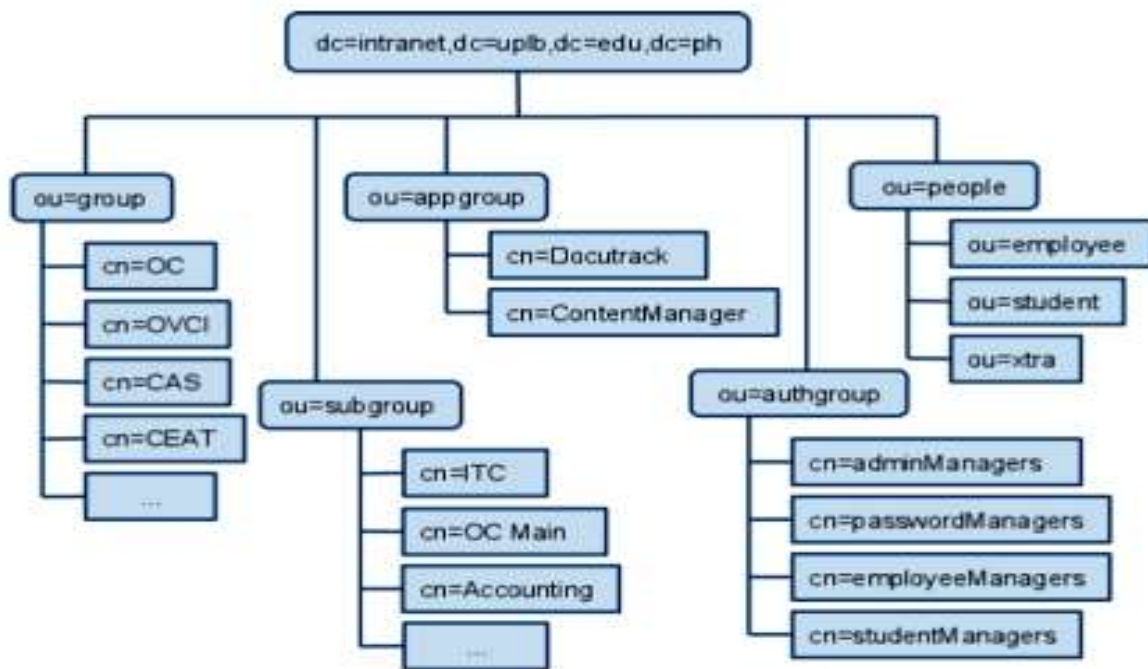 dc=intranet,dc=uplb,dc=edu,dc=ph
ou=group
cn=OC
cn=OVCI
cn=CAS
cn=CEAT
...
ou=subgroup
cn=ITC
cn=OC Main
cn=Accounting
...
ou=appgroup
cn=Docutrack
cn=ContentManager
ou=authgroup
cn=adminManagers
cn=passwordManagers
cn=employeeManagers
cn=studentManagers
ou=people
ou=employee
ou=student
ou=xtra